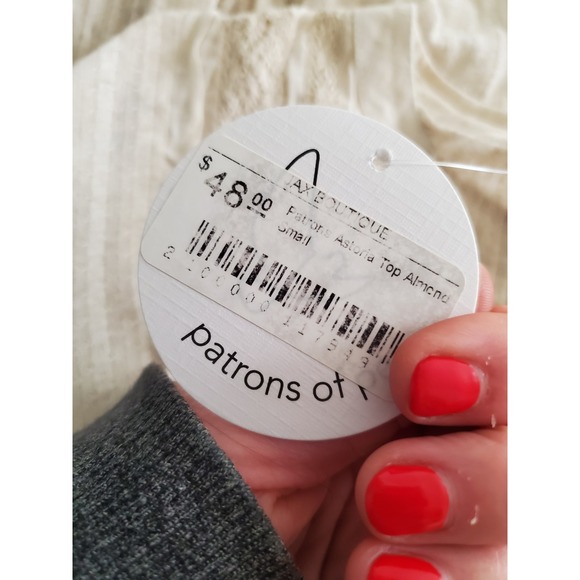 AX BOUTIQUE
$48.00
Patrons Astoria Top Almond
Small
patrons of